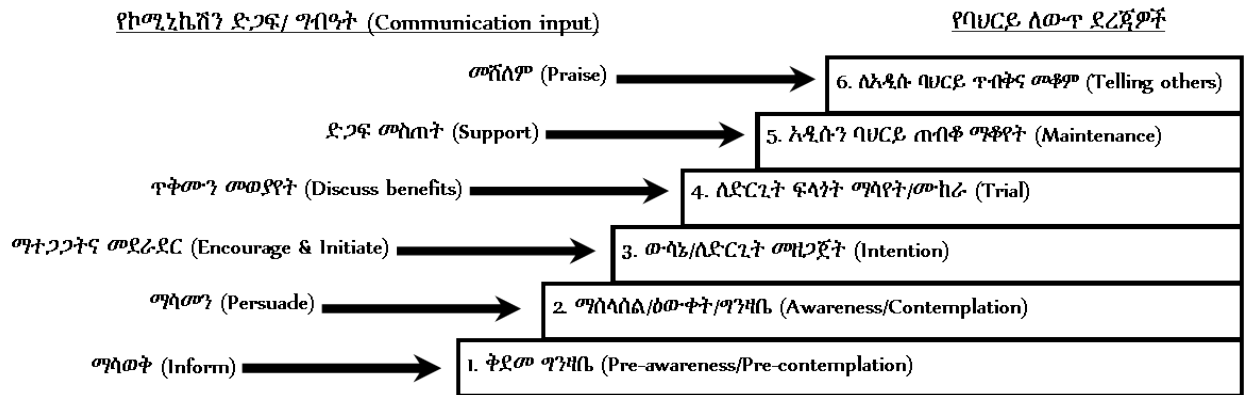 የኮሚኒኬሽን ድጋፍ/ ግብዓት (Communication input)
የባህርይ ለውጥ ደረጃዎች
መሸለም (Praise)
6. ለአዲሱ ባህርይ ጥብቅና መቆም (Telling others)
ድጋፍ መስጠት (Support)
5. አዲሱን ባህርይ ጠብቆ ማቆየት (Maintenance)
ጥቅሙን መወያየት (Discuss benefits)
4. ለድርጊት ፍላጎት ማሳየት/ሙከራ (Trial)
ማተጋጋትና መደራደር (Encourage & Initiate)
3. ውሳኔ/ለድርጊት መዘጋጀት (Intention)
ማሳመን (Persuade)
2. ማሰላሰል/ዕውቀት/ግንዛቤ (Awareness/Contemplation)
ማሳወቅ (Inform)
1. ቅደመ ግንዛቤ (Pre-awareness/Pre-contemplation)